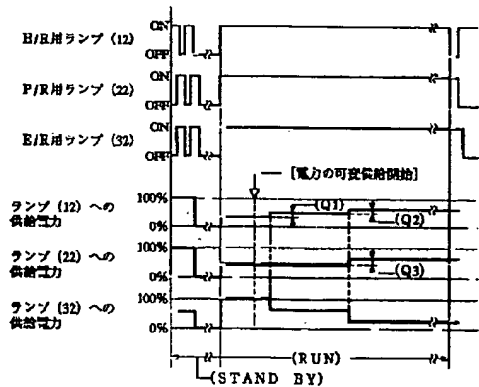 H/R用ランプ (12)
ON
OFF
P/R用ランプ (22)
ON
OFF
E/R用ランプ (32)
ON
OFF
[電力の可変供給開始]
ランプ (12) への
供給電力
100%
0%
(Q1)
(Q2)
ランプ (22) への
供給電力
100%
0%
(Q3)
ランプ (32) への
供給電力
100%
0%
(RUN)
(STAND BY)